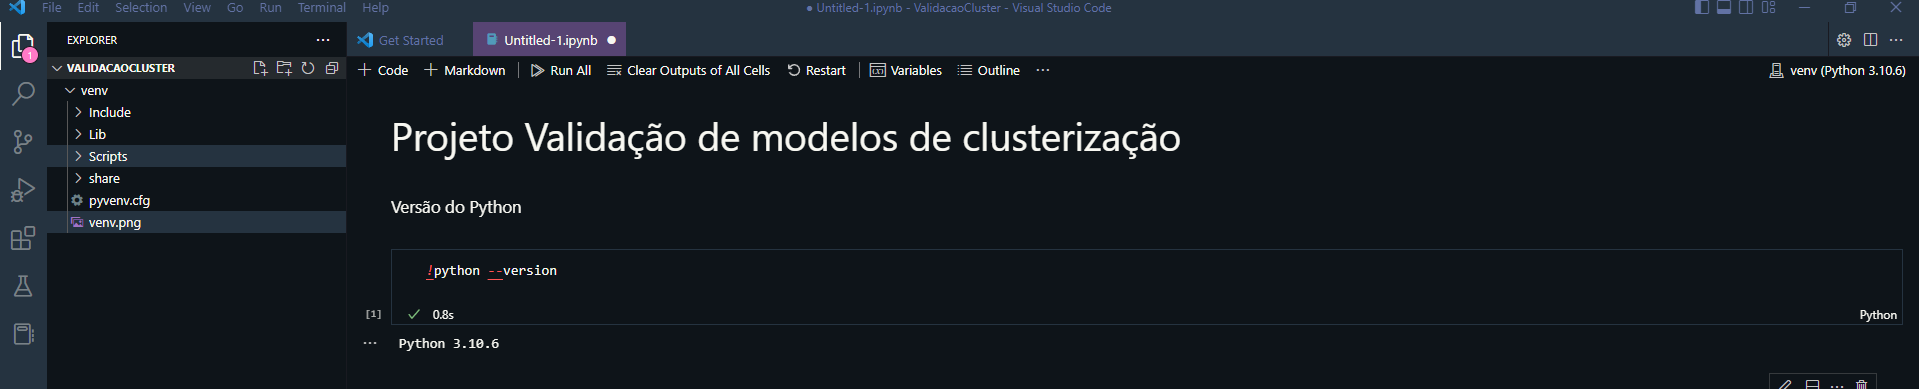 File Edit Selection View Go Run Terminal Help
● Untitled-1.ipynb - ValidacaoCluster - Visual Studio Code
1
EXPLORER
VALIDACAOCLUSTER
venv
Include
Lib
Scripts
share
pyvenv.cfg
venv.png
Get Started
Untitled-1.ipynb ●
+ Code + Markdown Run All Clear Outputs of All Cells Restart Variables Outline ...
venv (Python 3.10.6)
Projeto Validação de modelos de clusterização
Versão do Python
!python --version
[1] ✓ 0.8s
Python
... Python 3.10.6